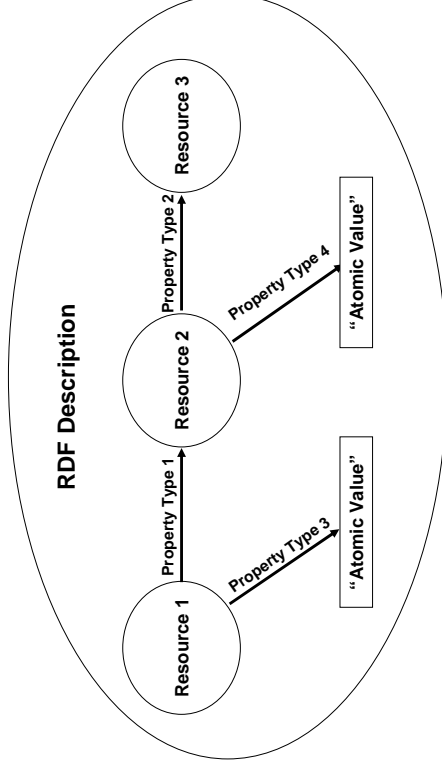 RDF Description
Resource 1
Property Type 1
Resource 2
Property Type 2
Resource 3
Property Type 3
Property Type 4
“Atomic Value”
“Atomic Value”